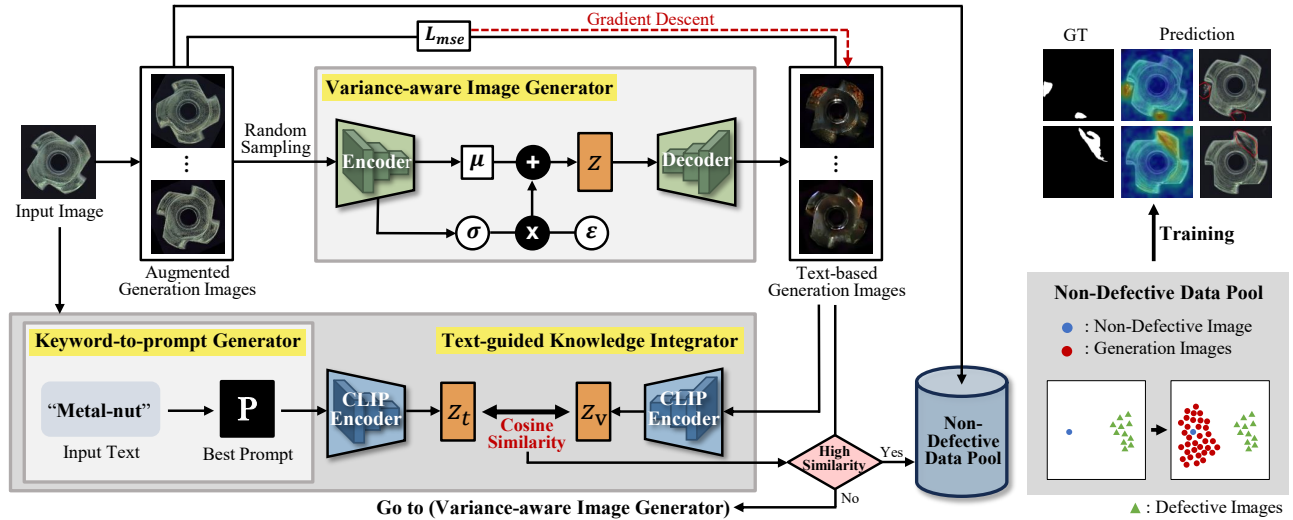 Gradient Descent
L_mse
GT
Prediction
Variance-aware Image Generator
Random
Sampling
Encoder
μ
+
Z
Decoder
σ
x
ε
Input Image
Augmented
Generation Images
Text-based
Generation Images
Training
Non-Defective Data Pool
: Non-Defective Image
: Generation Images
Keyword-to-prompt Generator
Text-guided Knowledge Integrator
"Metal-nut"
Input Text
P
Best Prompt
CLIP
Encoder
Z_t
Cosine
Similarity
Z_v
CLIP
Encoder
High
Similarity
Yes
No
Non-
Defective
Data Pool
Go to (Variance-aware Image Generator)
: Defective Images